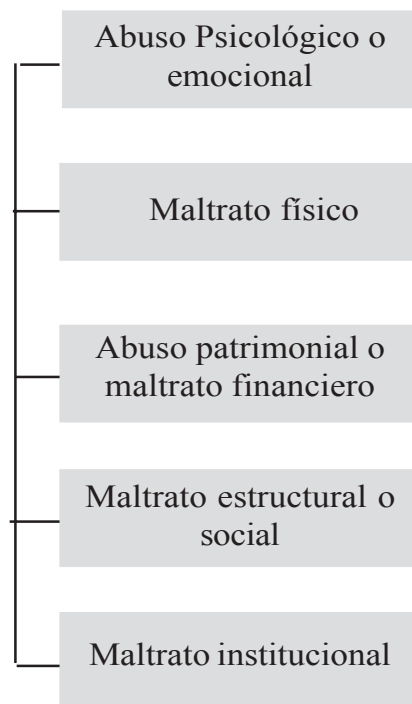 Abuso Psicológico o
emocional
Maltrato físico
Abuso patrimonial o
maltrato financiero
Maltrato estructural o
social
Maltrato institucional